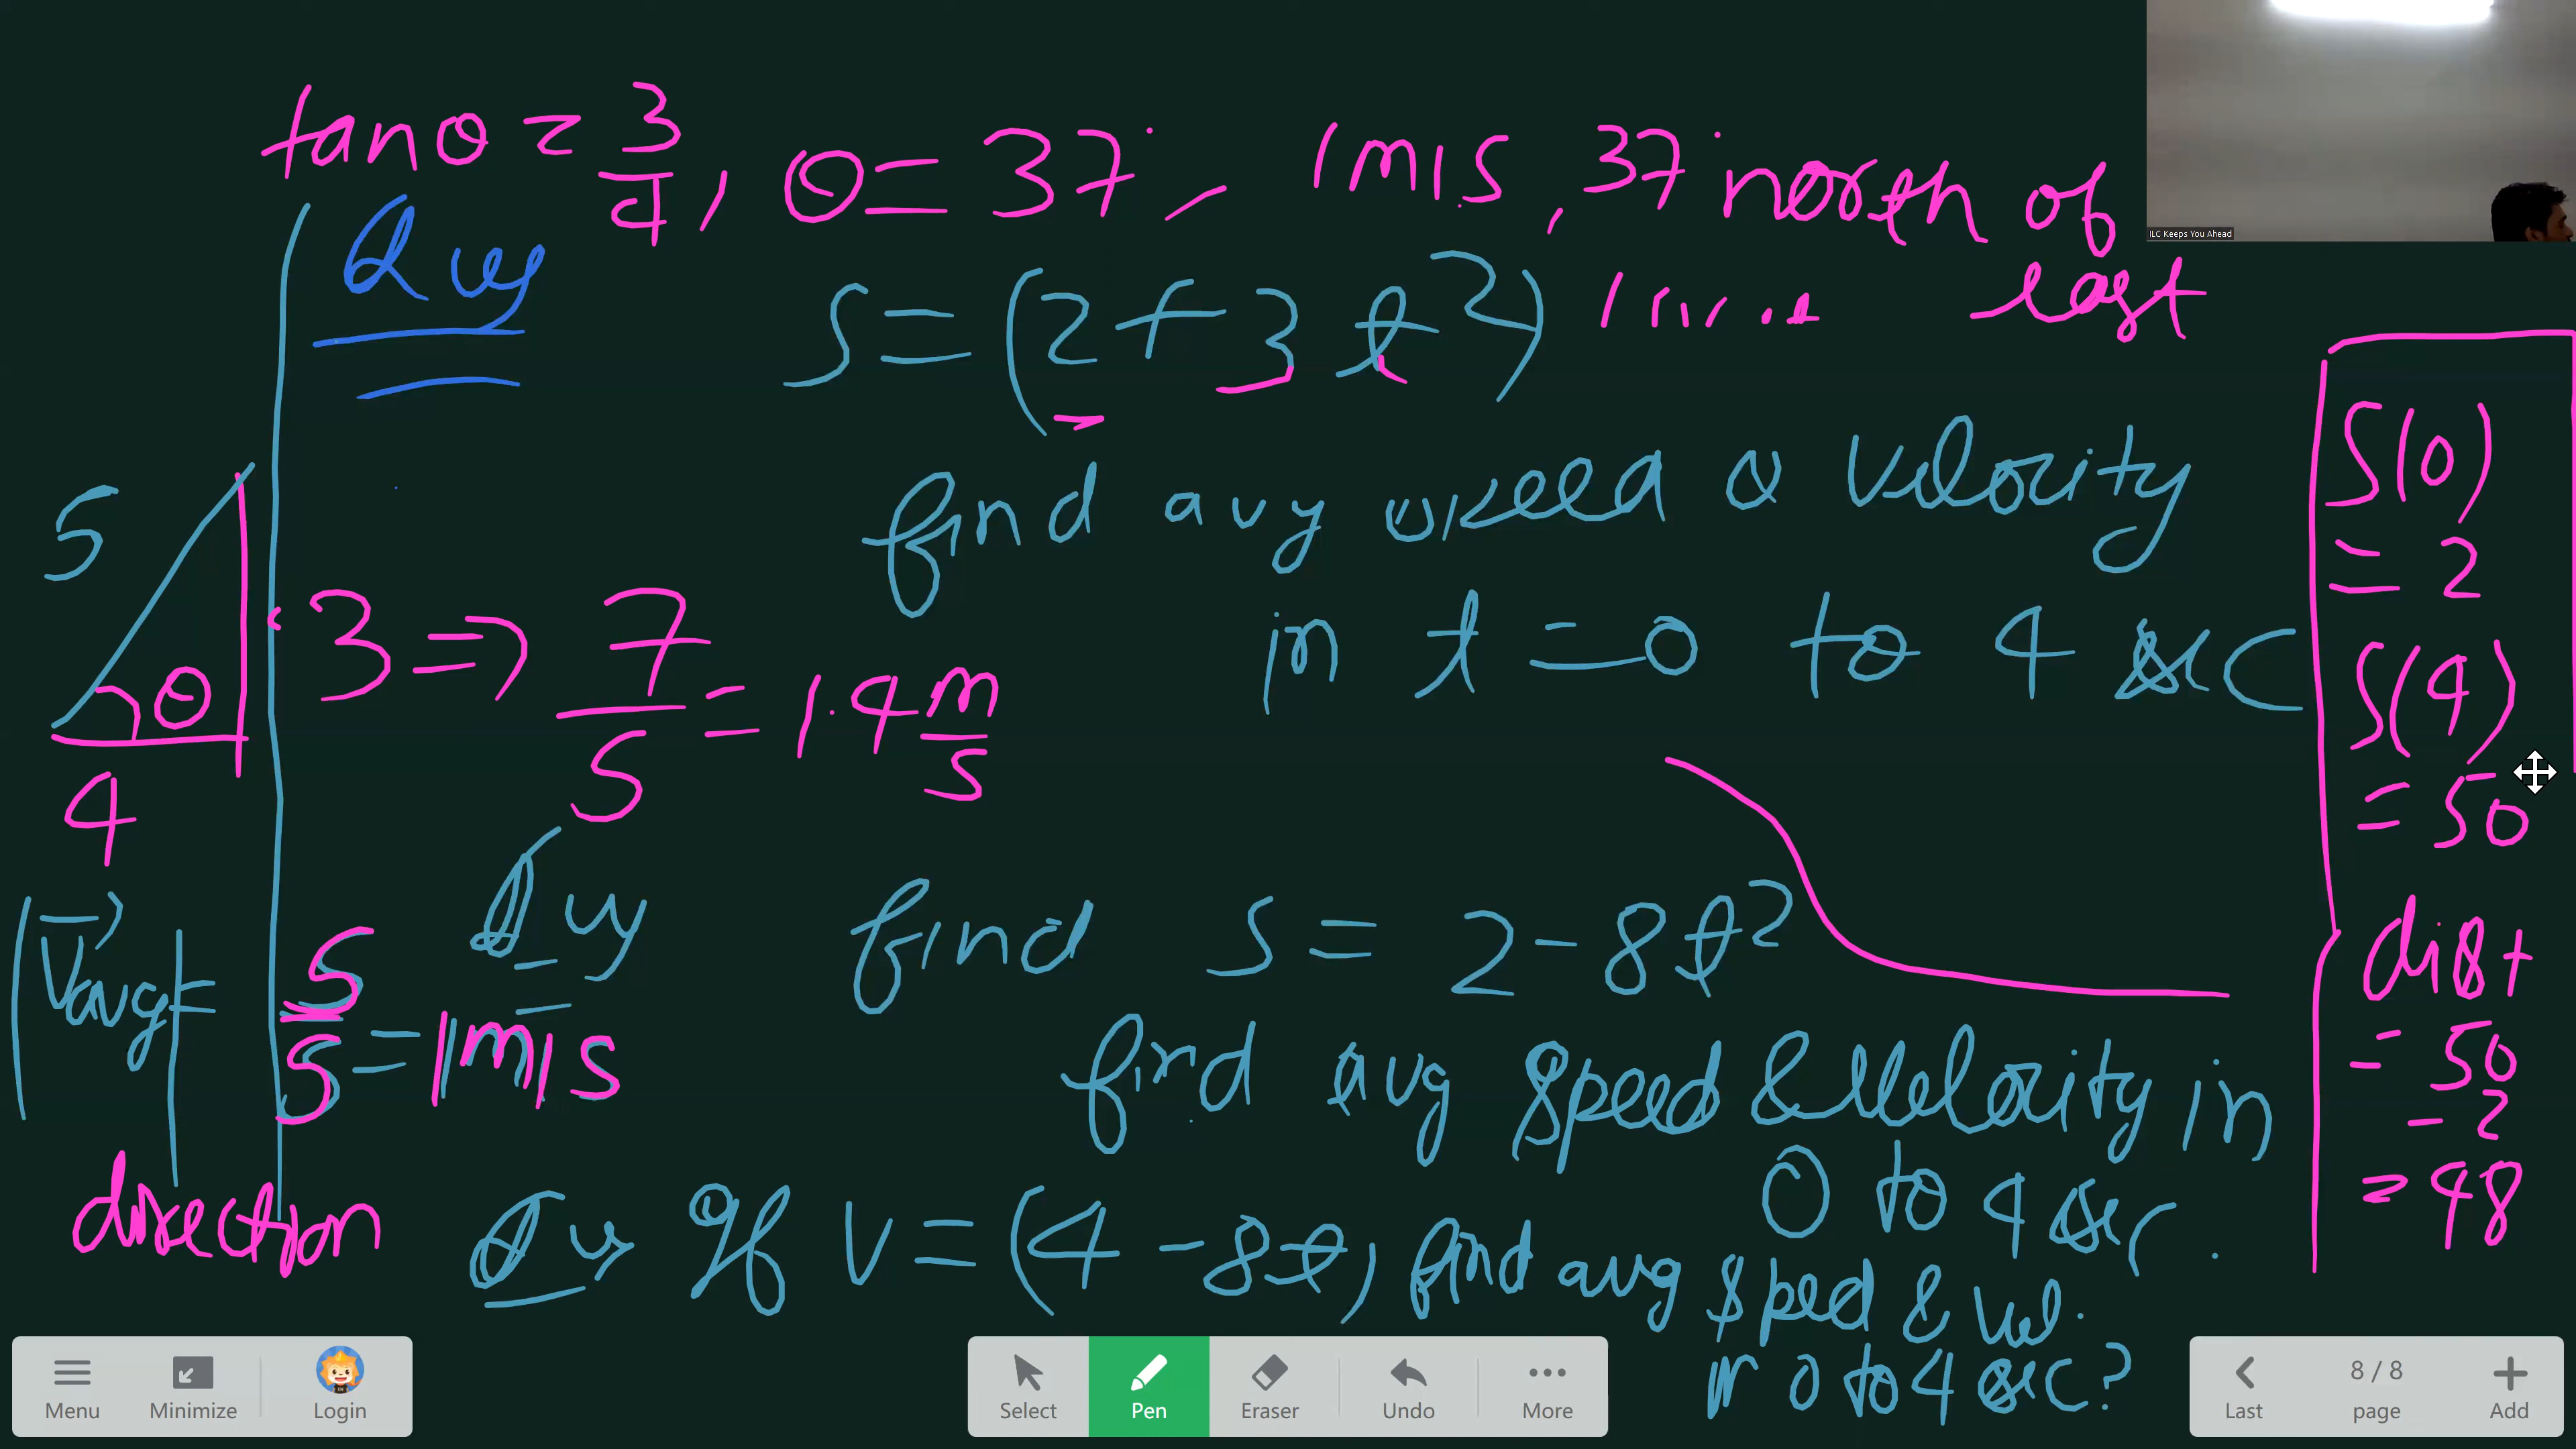 tanθ = 3/4, θ = 37°, 1m/s, 37° north of east
Que
S = (2 + 3t²)
find avg speed & velocity
in t = 0 to 4 sec
5
3 ⇒ 7/5 = 1.4 m/s
θ
4
S(0)
= 2
S(4)
= 50
dist
= 50
- 2
= 48
Que find S = 2 - 8t²
find avg speed & velocity in
0 to 4 sec.
|V⃗avg| = 5/5 = 1m/s
direction
Que If V = (4 - 8t), find avg speed & vel.
in 0 to 4 sec?
ILC Keeps You Ahead
Menu
Minimize
Login
Select
Pen
Eraser
Undo
More
Last
8 / 8
page
Add